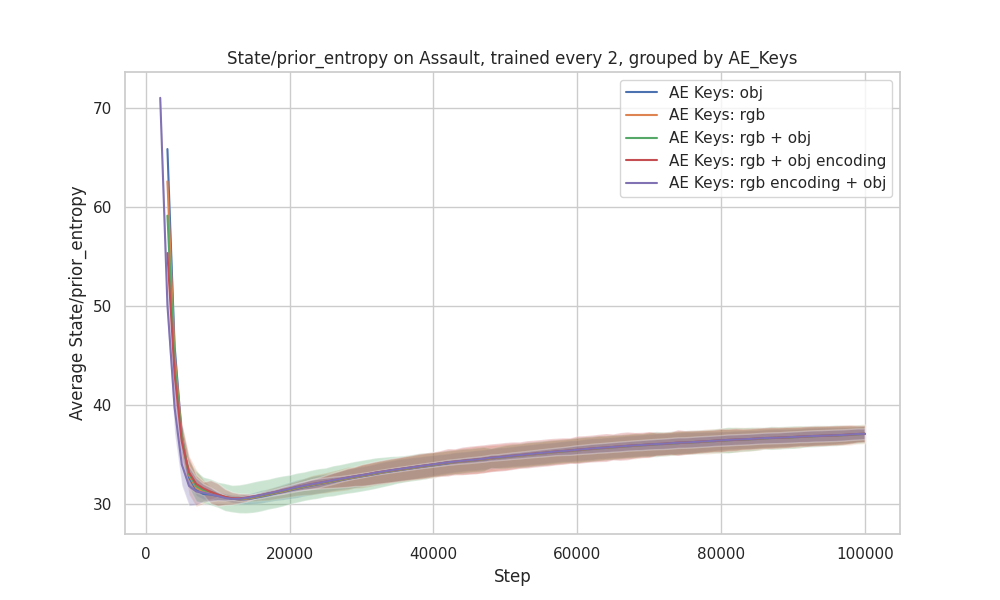 State/prior_entropy on Assault, trained every 2, grouped by AE_Keys
AE Keys: obj
AE Keys: rgb
AE Keys: rgb + obj
AE Keys: rgb + obj encoding
AE Keys: rgb encoding + obj
Average State/prior_entropy
70
60
50
40
30
0
20000
40000
60000
80000
100000
Step